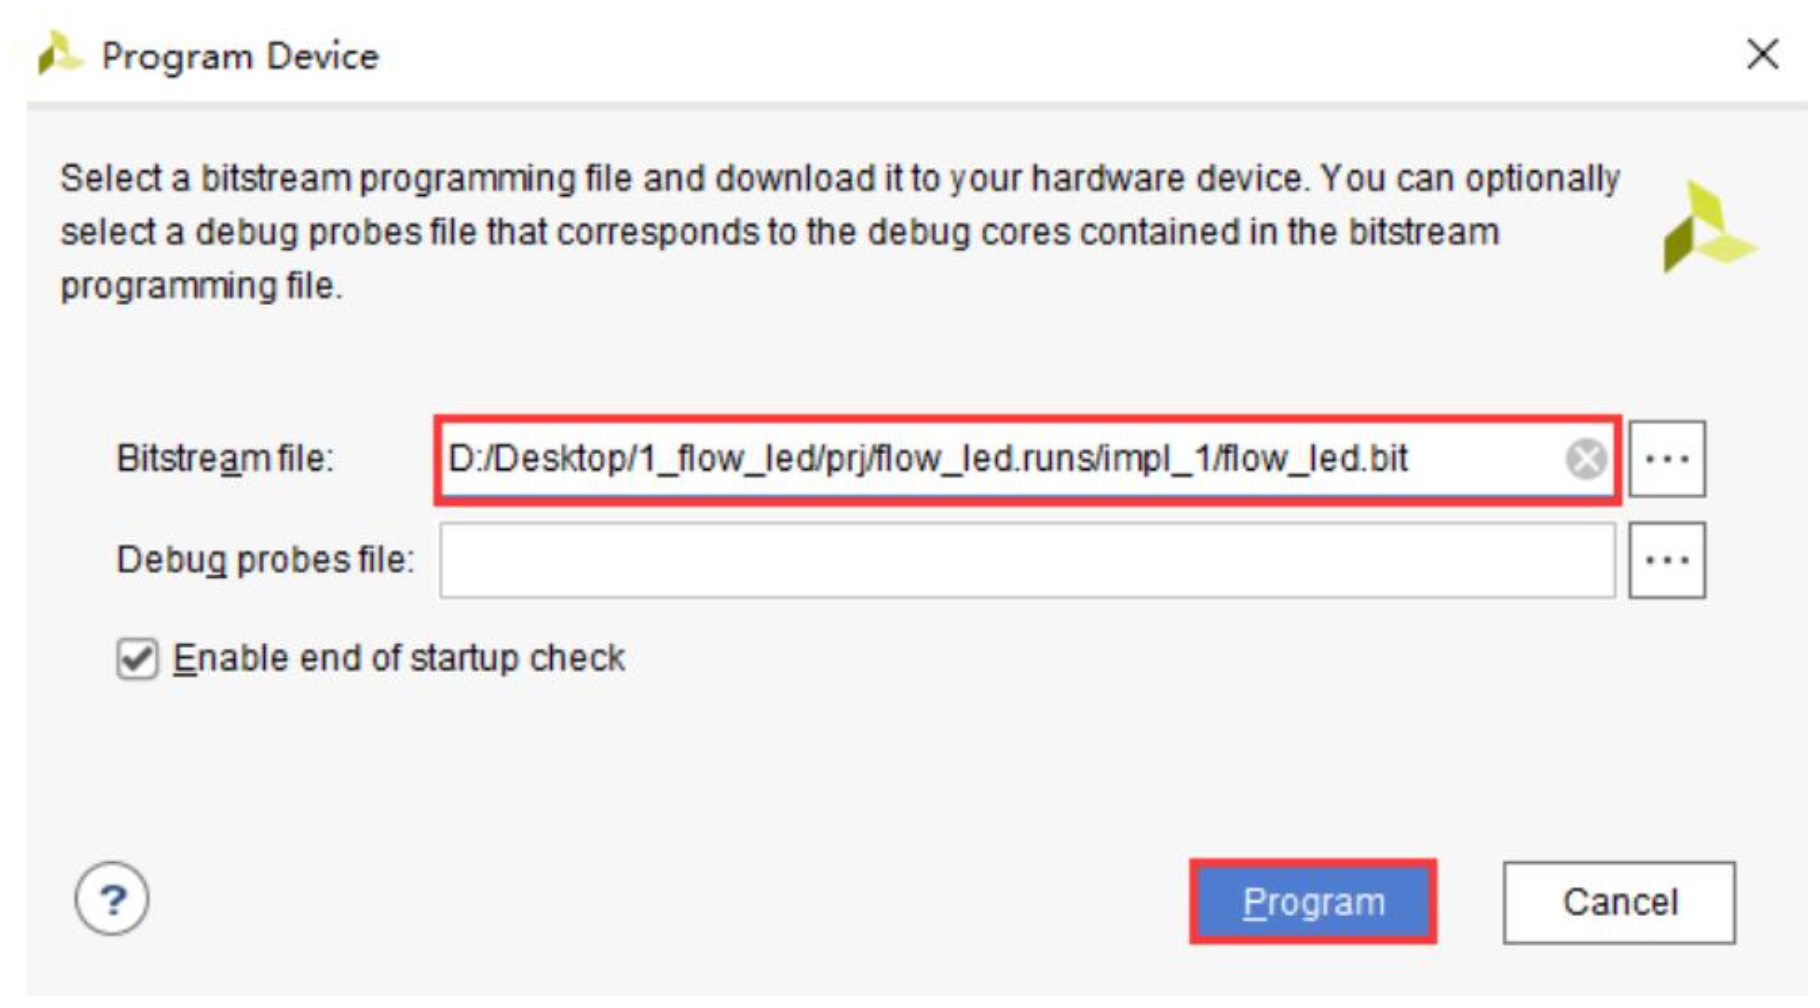 Program Device
Select a bitstream programming file and download it to your hardware device. You can optionally
select a debug probes file that corresponds to the debug cores contained in the bitstream
programming file.
Bitstream file: D:/Desktop/1_flow_led/prj/flow_led.runs/impl_1/flow_led.bit ...
Debug probes file: ...
Enable end of startup check
? Program Cancel